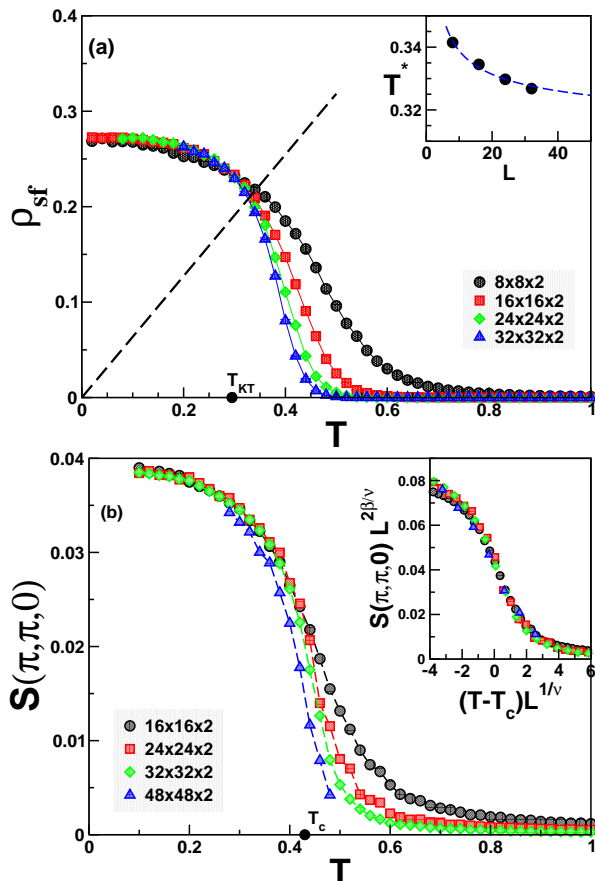 (a)
0.4
0.3
0.2
0.1
0
ρsf
0 0.2 0.4 0.6 0.8 1
T
T_KT
8x8x2
16x16x2
24x24x2
32x32x2
T*
0.34
0.32
0 20 40
L
(b)
0.04
0.03
0.02
0.01
0
S(π,π,0)
0 0.2 0.4 0.6 0.8 1
T
T_c
16x16x2
24x24x2
32x32x2
48x48x2
S(π,π,0) L^{2β/ν}
0.08
0.06
0.04
0.02
0
-4 -2 0 2 4 6
(T-T_c)L^{1/ν}